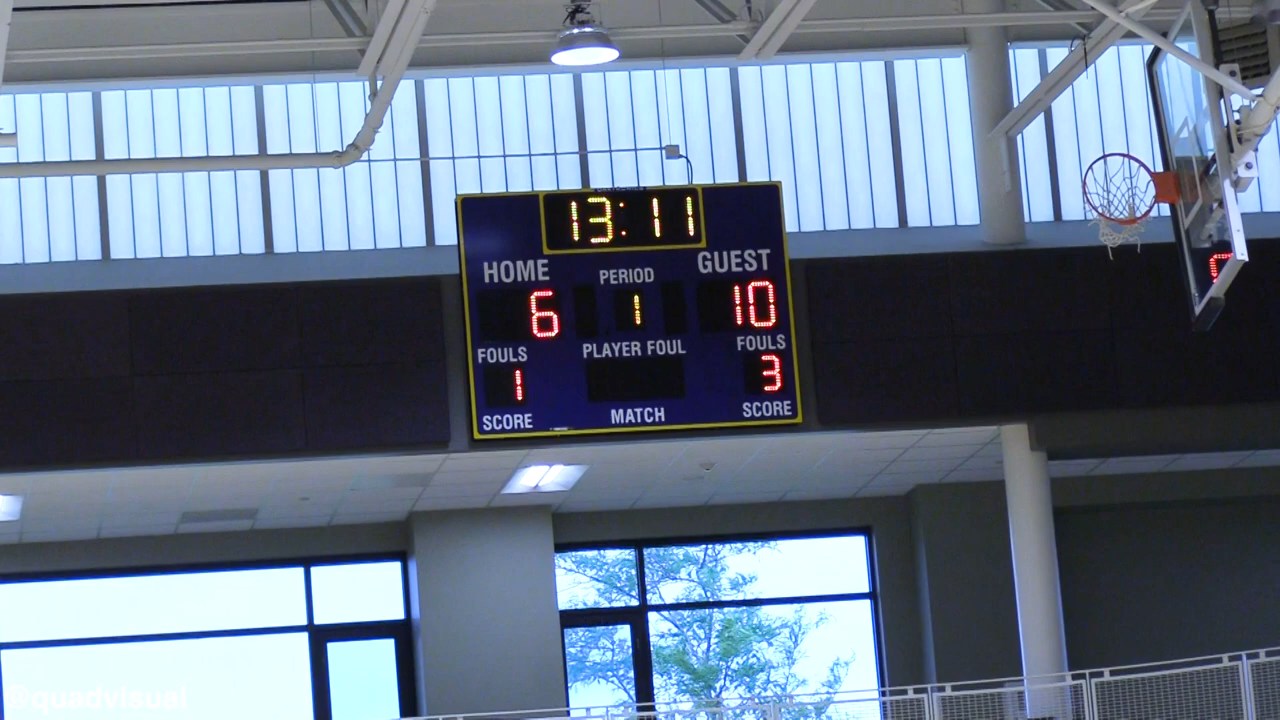 13:11
HOME PERIOD GUEST
6 1 10
FOULS PLAYER FOUL FOULS
1 3
SCORE MATCH SCORE
@quadvisual